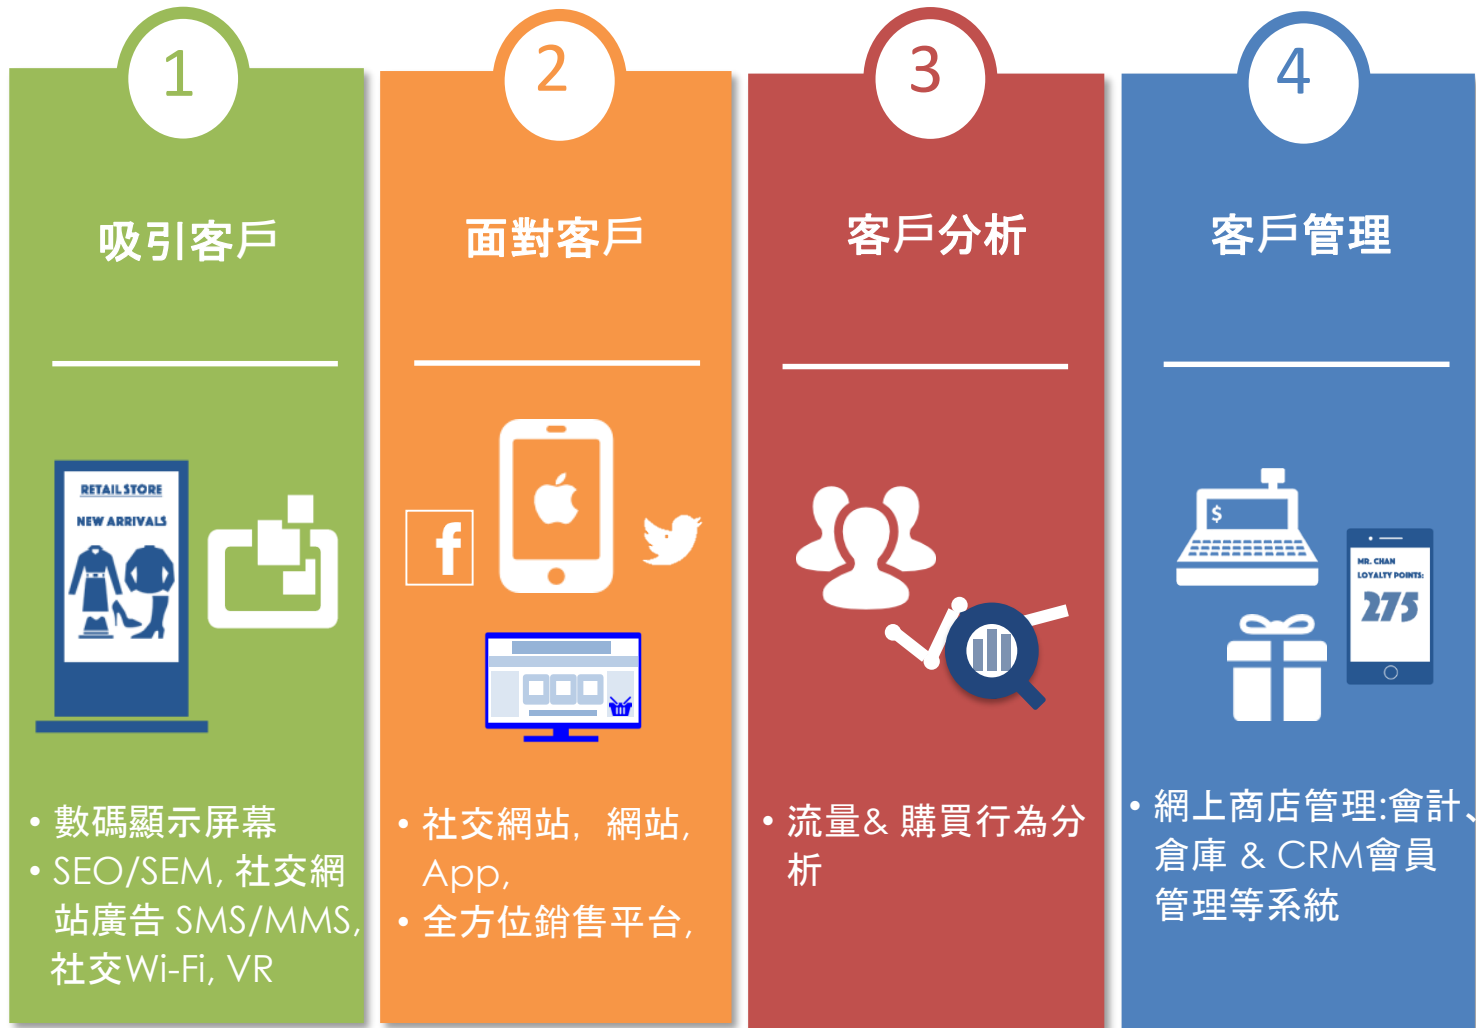 1
吸引客戶
RETAIL STORE
NEW ARRIVALS
• 數碼顯示屏幕
• SEO/SEM, 社交網
站廣告 SMS/MMS,
社交Wi-Fi, VR
2
面對客戶
f
• 社交網站，網站,
App,
• 全方位銷售平台,
3
客戶分析
• 流量& 購買行為分
析
4
客戶管理
$
MR. CHAN
LOYALTY POINTS:
275
• 網上商店管理:會計、
倉庫 & CRM會員
管理等系統